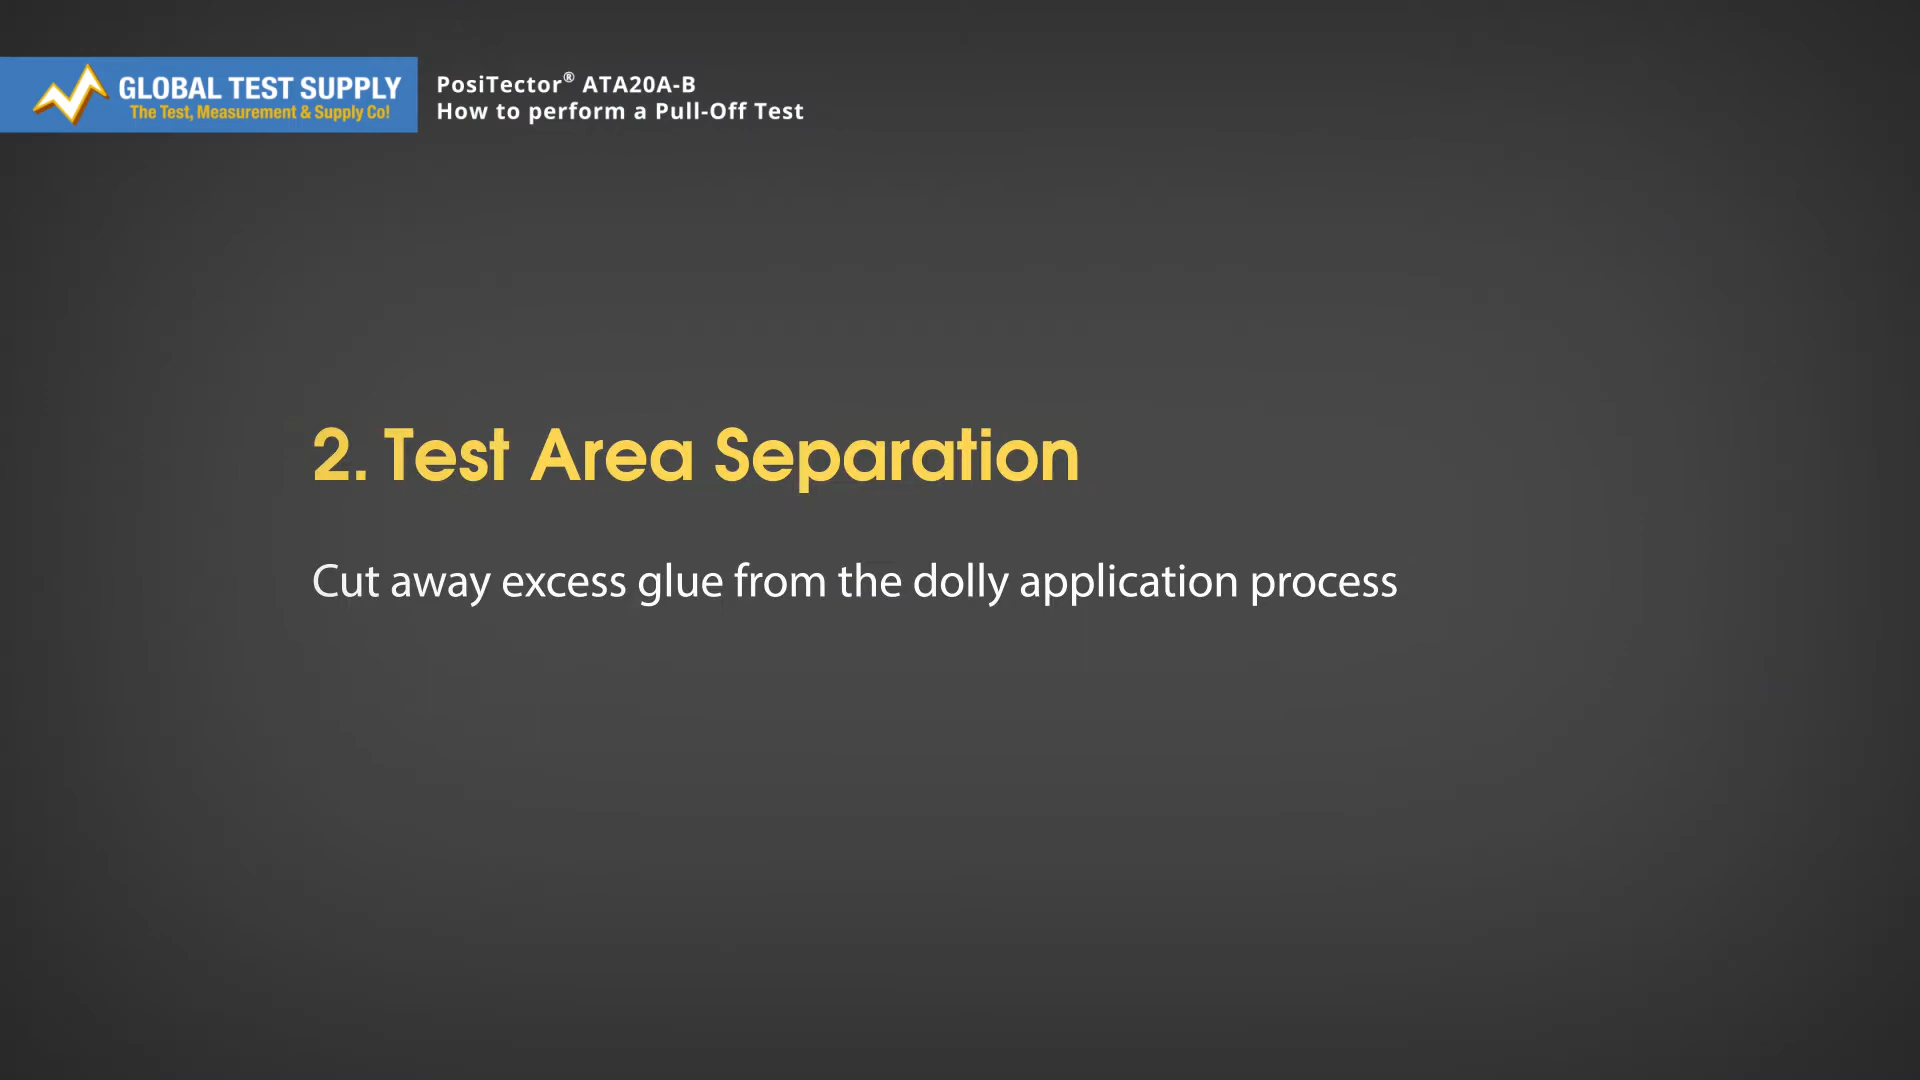 GLOBAL TEST SUPPLY
The Test, Measurement & Supply Co!
PosiTector® ATA20A-B
How to perform a Pull-Off Test
2. Test Area Separation
Cut away excess glue from the dolly application process